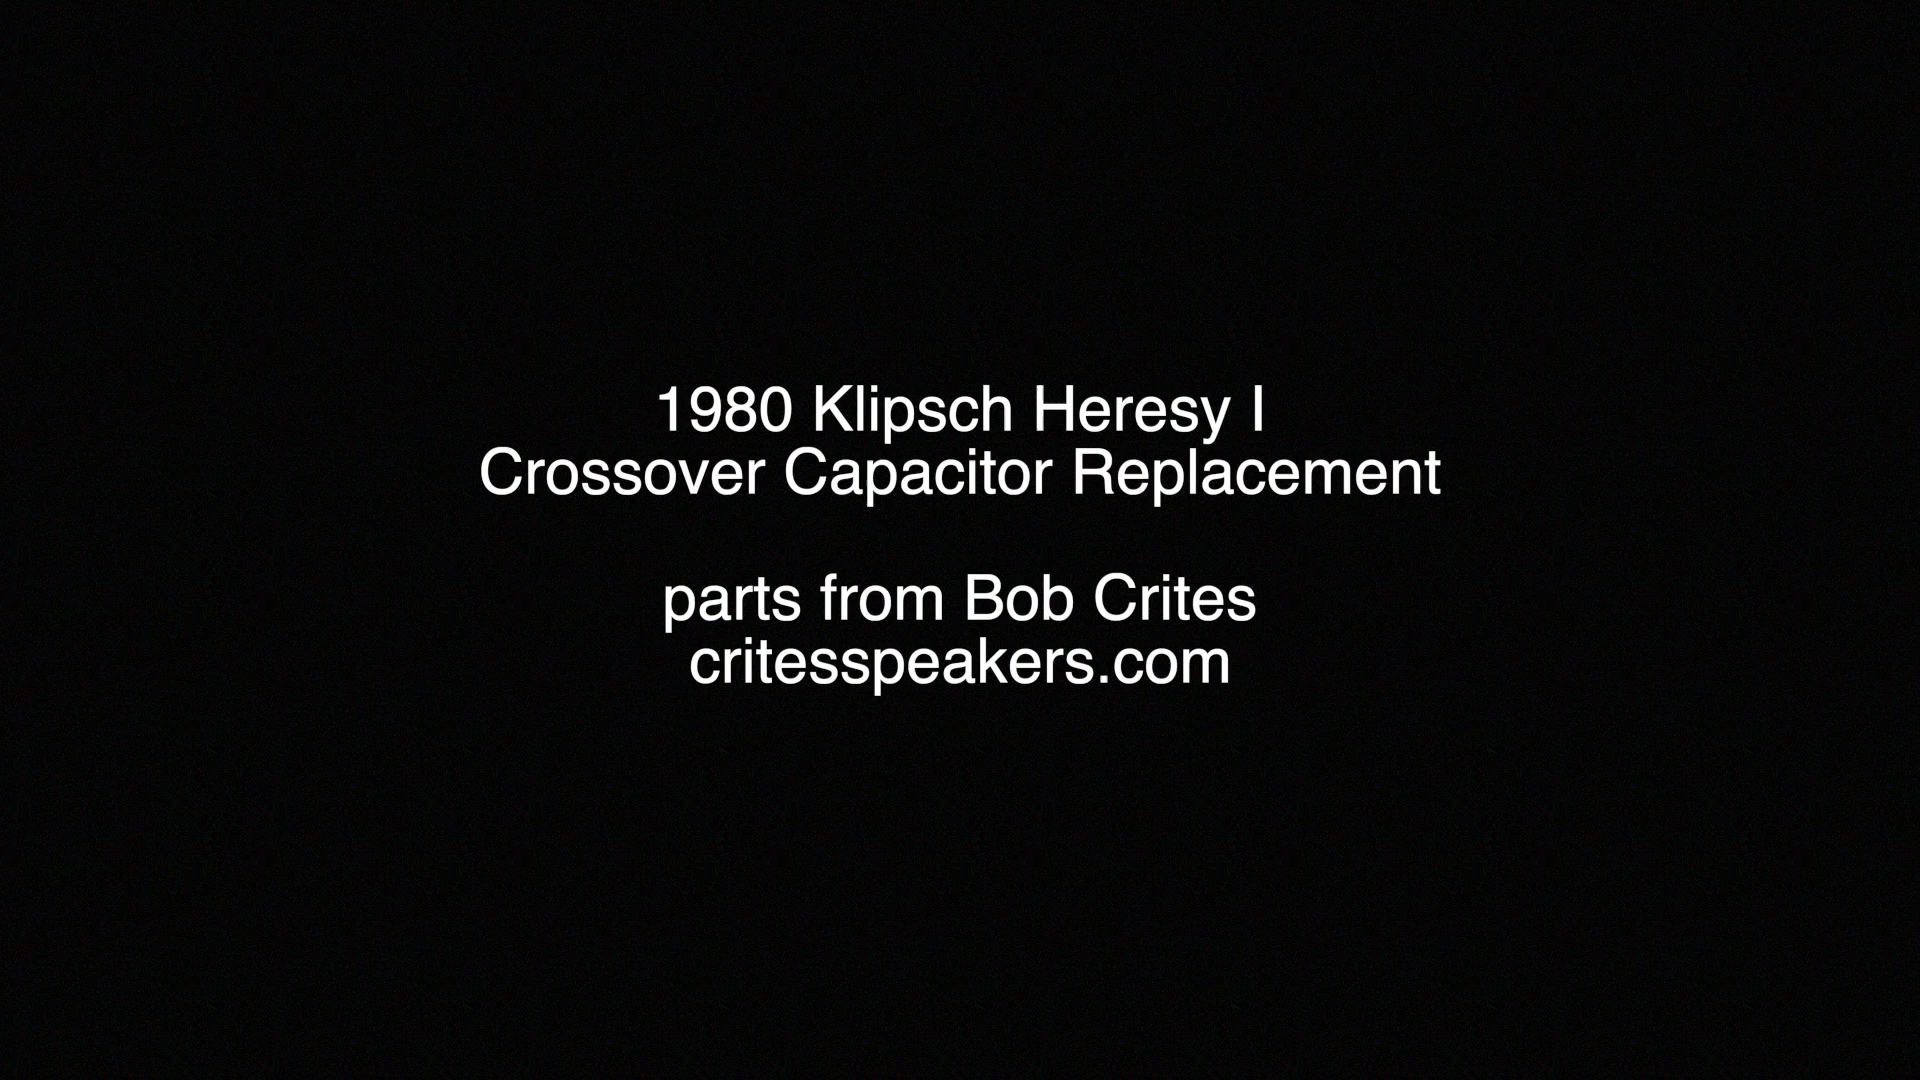 1980 Klipsch Heresy I
Crossover Capacitor Replacement
parts from Bob Crites
critesspeakers.com